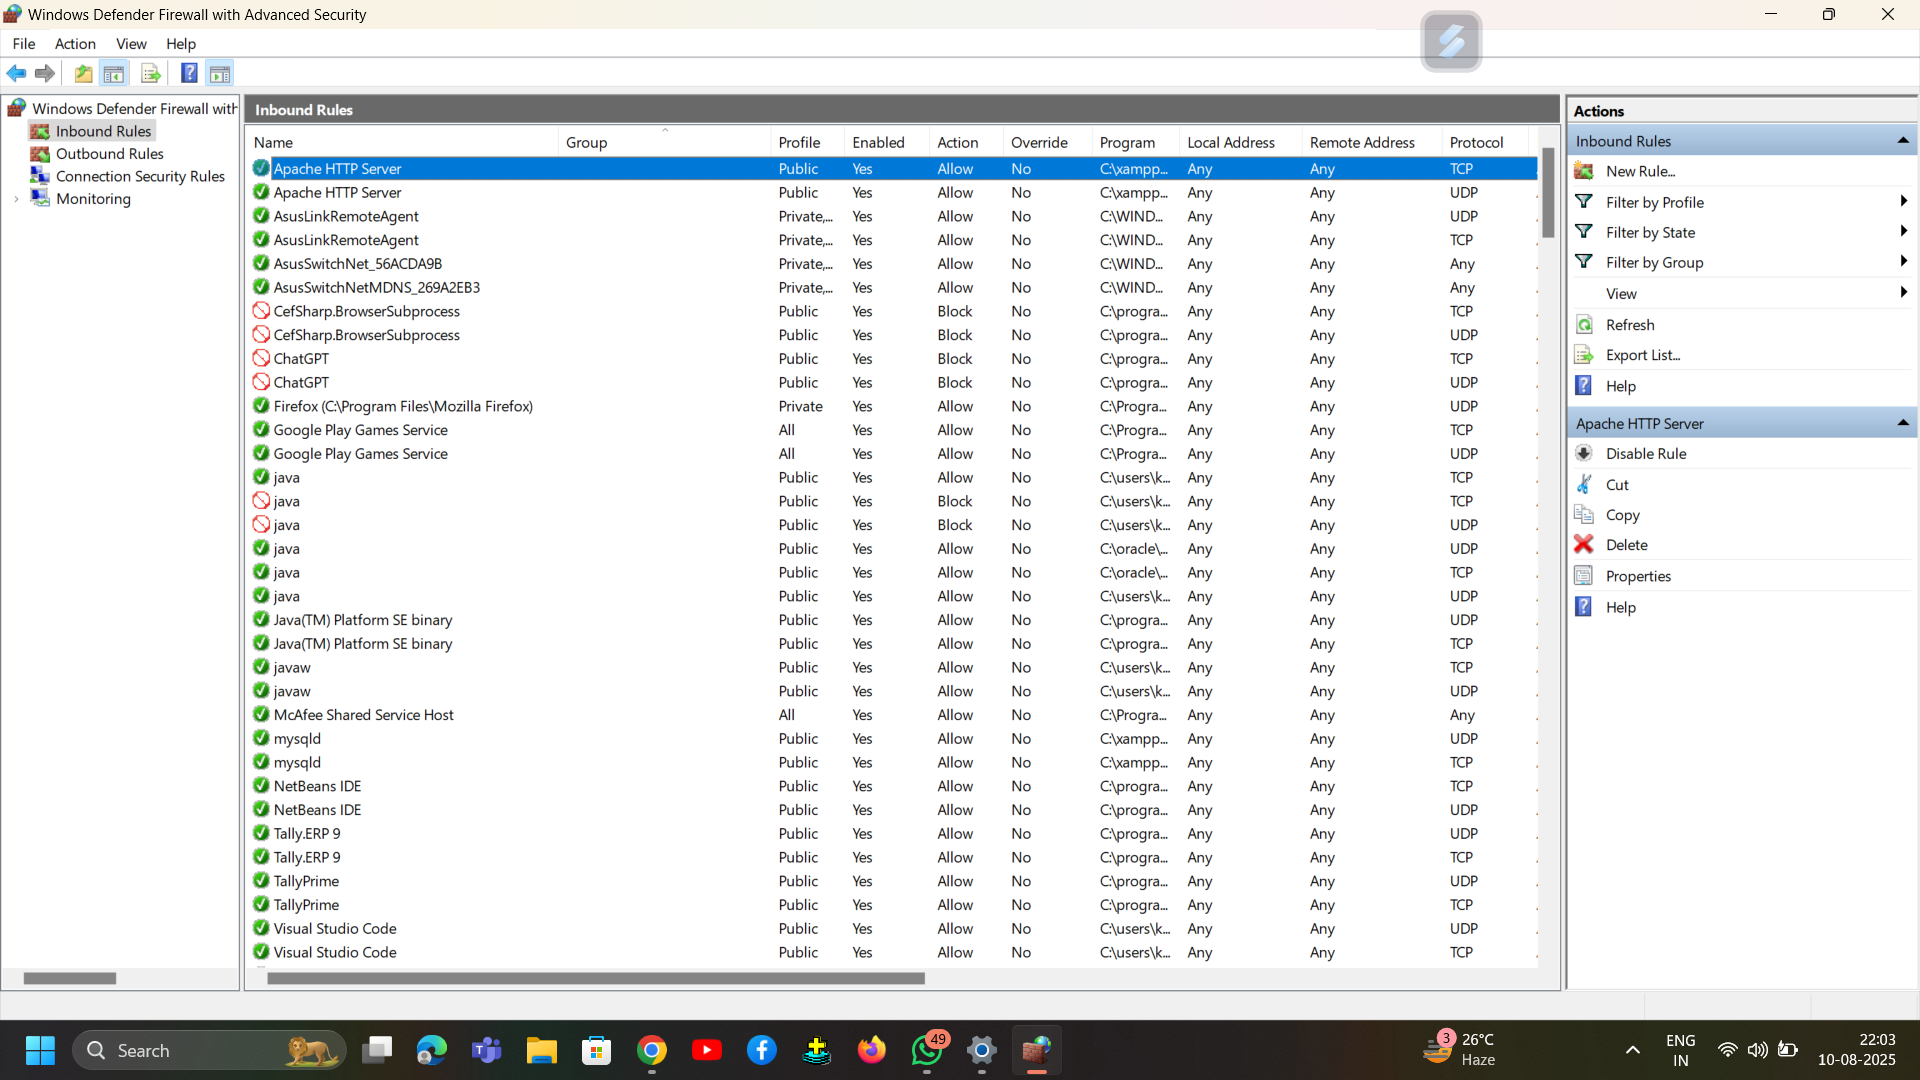 Windows Defender Firewall with Advanced Security
File Action View Help
Windows Defender Firewall with
Inbound Rules
Outbound Rules
Connection Security Rules
Monitoring
Inbound Rules
Name Group Profile Enabled Action Override Program Local Address Remote Address Protocol
Apache HTTP Server Public Yes Allow No C:\xampp... Any Any TCP
Apache HTTP Server Public Yes Allow No C:\xampp... Any Any UDP
AsusLinkRemoteAgent Private,... Yes Allow No C:\WIND... Any Any UDP
AsusLinkRemoteAgent Private,... Yes Allow No C:\WIND... Any Any TCP
AsusSwitchNet_56ACDA9B Private,... Yes Allow No C:\WIND... Any Any Any
AsusSwitchNetMDNS_269A2EB3 Private,... Yes Allow No C:\WIND... Any Any Any
CefSharp.BrowserSubprocess Public Yes Block No C:\progra... Any Any TCP
CefSharp.BrowserSubprocess Public Yes Block No C:\progra... Any Any UDP
ChatGPT Public Yes Block No C:\progra... Any Any TCP
ChatGPT Public Yes Block No C:\progra... Any Any UDP
Firefox (C:\Program Files\Mozilla Firefox) Private Yes Allow No C:\Progra... Any Any UDP
Google Play Games Service All Yes Allow No C:\Progra... Any Any TCP
Google Play Games Service All Yes Allow No C:\Progra... Any Any UDP
java Public Yes Allow No C:\users\k... Any Any TCP
java Public Yes Block No C:\users\k... Any Any TCP
java Public Yes Block No C:\users\k... Any Any UDP
java Public Yes Allow No C:\oracle\... Any Any UDP
java Public Yes Allow No C:\oracle\... Any Any TCP
java Public Yes Allow No C:\users\k... Any Any UDP
Java(TM) Platform SE binary Public Yes Allow No C:\progra... Any Any UDP
Java(TM) Platform SE binary Public Yes Allow No C:\progra... Any Any TCP
javaw Public Yes Allow No C:\users\k... Any Any TCP
javaw Public Yes Allow No C:\users\k... Any Any UDP
McAfee Shared Service Host All Yes Allow No C:\Progra... Any Any Any
mysqld Public Yes Allow No C:\xampp... Any Any UDP
mysqld Public Yes Allow No C:\xampp... Any Any TCP
NetBeans IDE Public Yes Allow No C:\progra... Any Any TCP
NetBeans IDE Public Yes Allow No C:\progra... Any Any UDP
Tally.ERP 9 Public Yes Allow No C:\progra... Any Any UDP
Tally.ERP 9 Public Yes Allow No C:\progra... Any Any TCP
TallyPrime Public Yes Allow No C:\progra... Any Any UDP
TallyPrime Public Yes Allow No C:\progra... Any Any TCP
Visual Studio Code Public Yes Allow No C:\users\k... Any Any UDP
Visual Studio Code Public Yes Allow No C:\users\k... Any Any TCP
Actions
Inbound Rules
New Rule...
Filter by Profile
Filter by State
Filter by Group
View
Refresh
Export List...
Help
Apache HTTP Server
Disable Rule
Cut
Copy
Delete
Properties
Help
Search
49
3
26°C
Haze
ENG
IN
22:03
10-08-2025